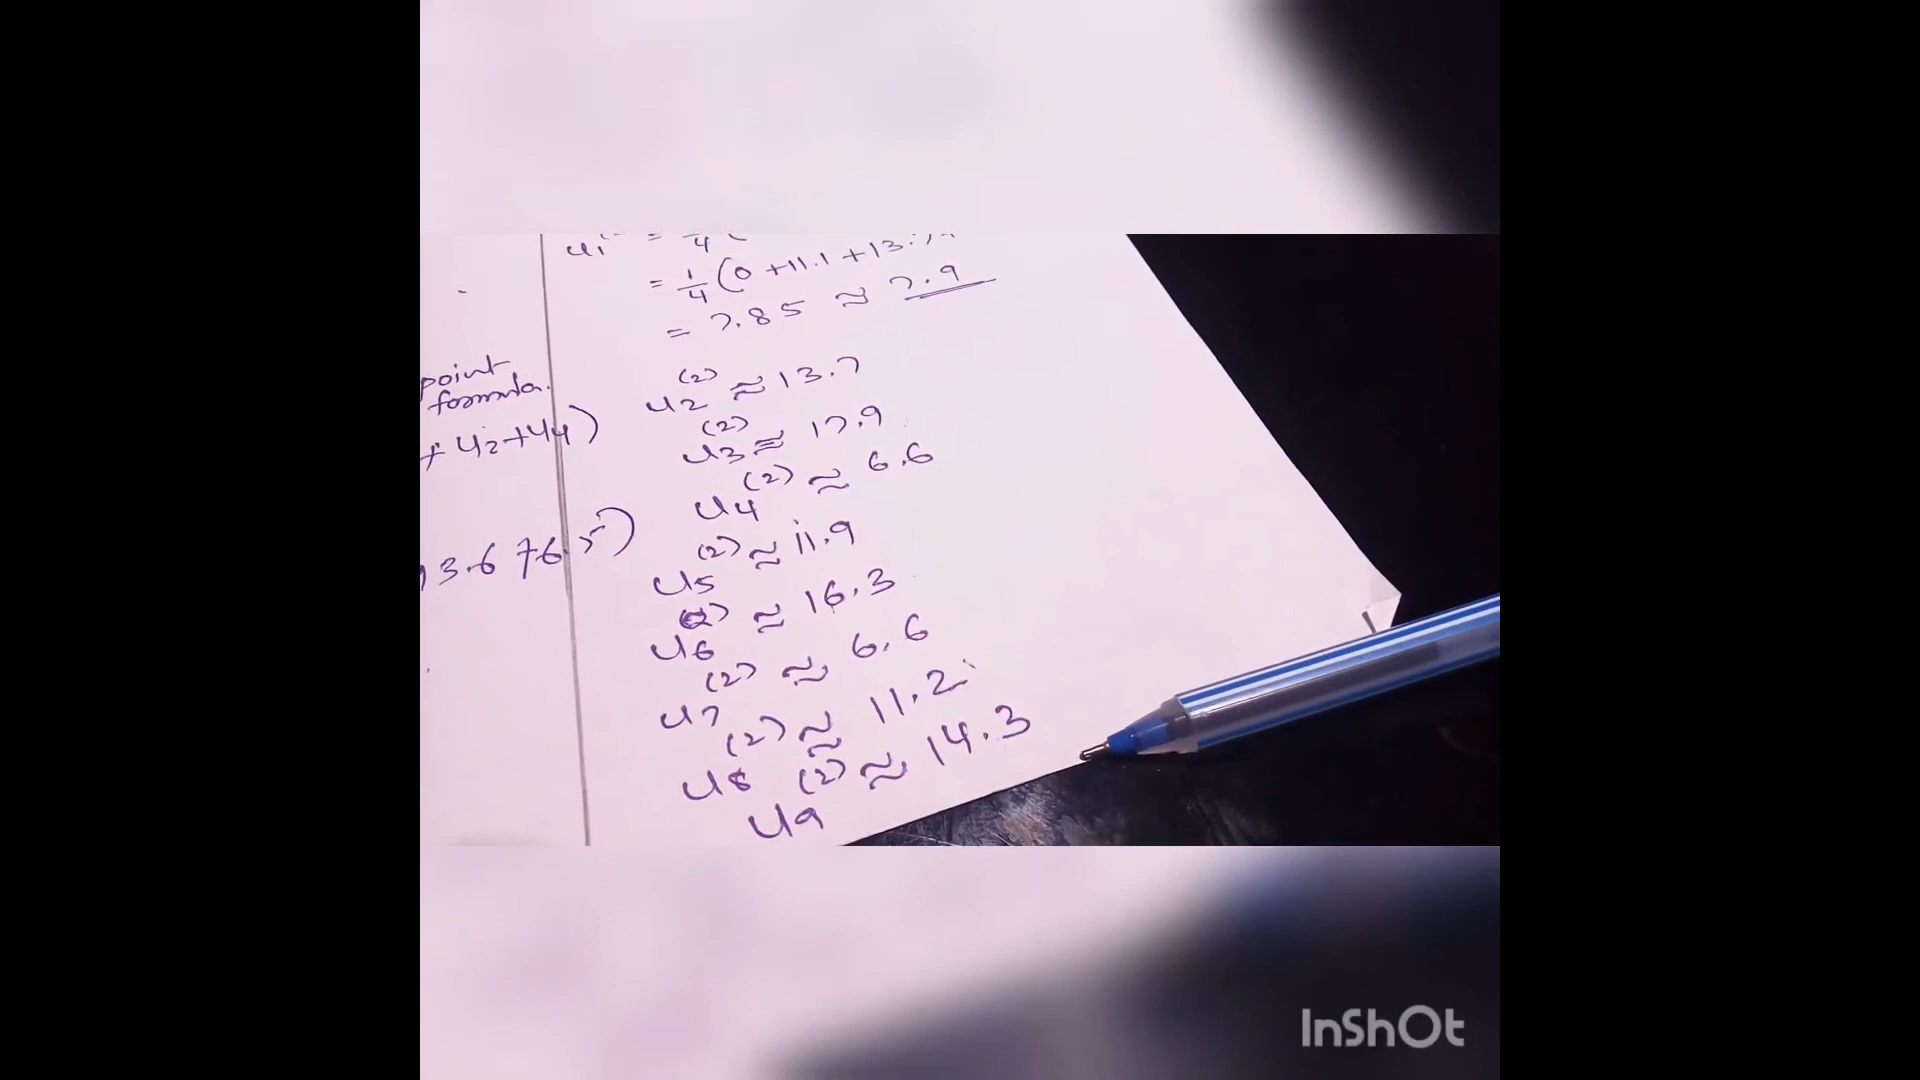 point
formula.
+ u2+u4)
13.6 +6.5)
= 1/4 (0 +11.1 +13.7
= 7.85 ≈ 7.9
u2(2) ≈ 13.7
u3(2) ≈ 17.9
u4(2) ≈ 6.6
u5(2) ≈ 11.9
u6(2) ≈ 16.3
u7(2) ≈ 6.6
u8(2) ≈ 11.2
u9(2) ≈ 14.3
InShOt